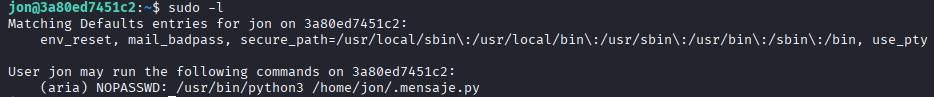 jon@3a80ed7451c2:~$ sudo -l
Matching Defaults entries for jon on 3a80ed7451c2:
    env_reset, mail_badpass, secure_path=/usr/local/sbin\:/usr/local/bin\:/usr/sbin\:/usr/bin\:/sbin\:/bin, use_pty

User jon may run the following commands on 3a80ed7451c2:
    (aria) NOPASSWD: /usr/bin/python3 /home/jon/.mensaje.py